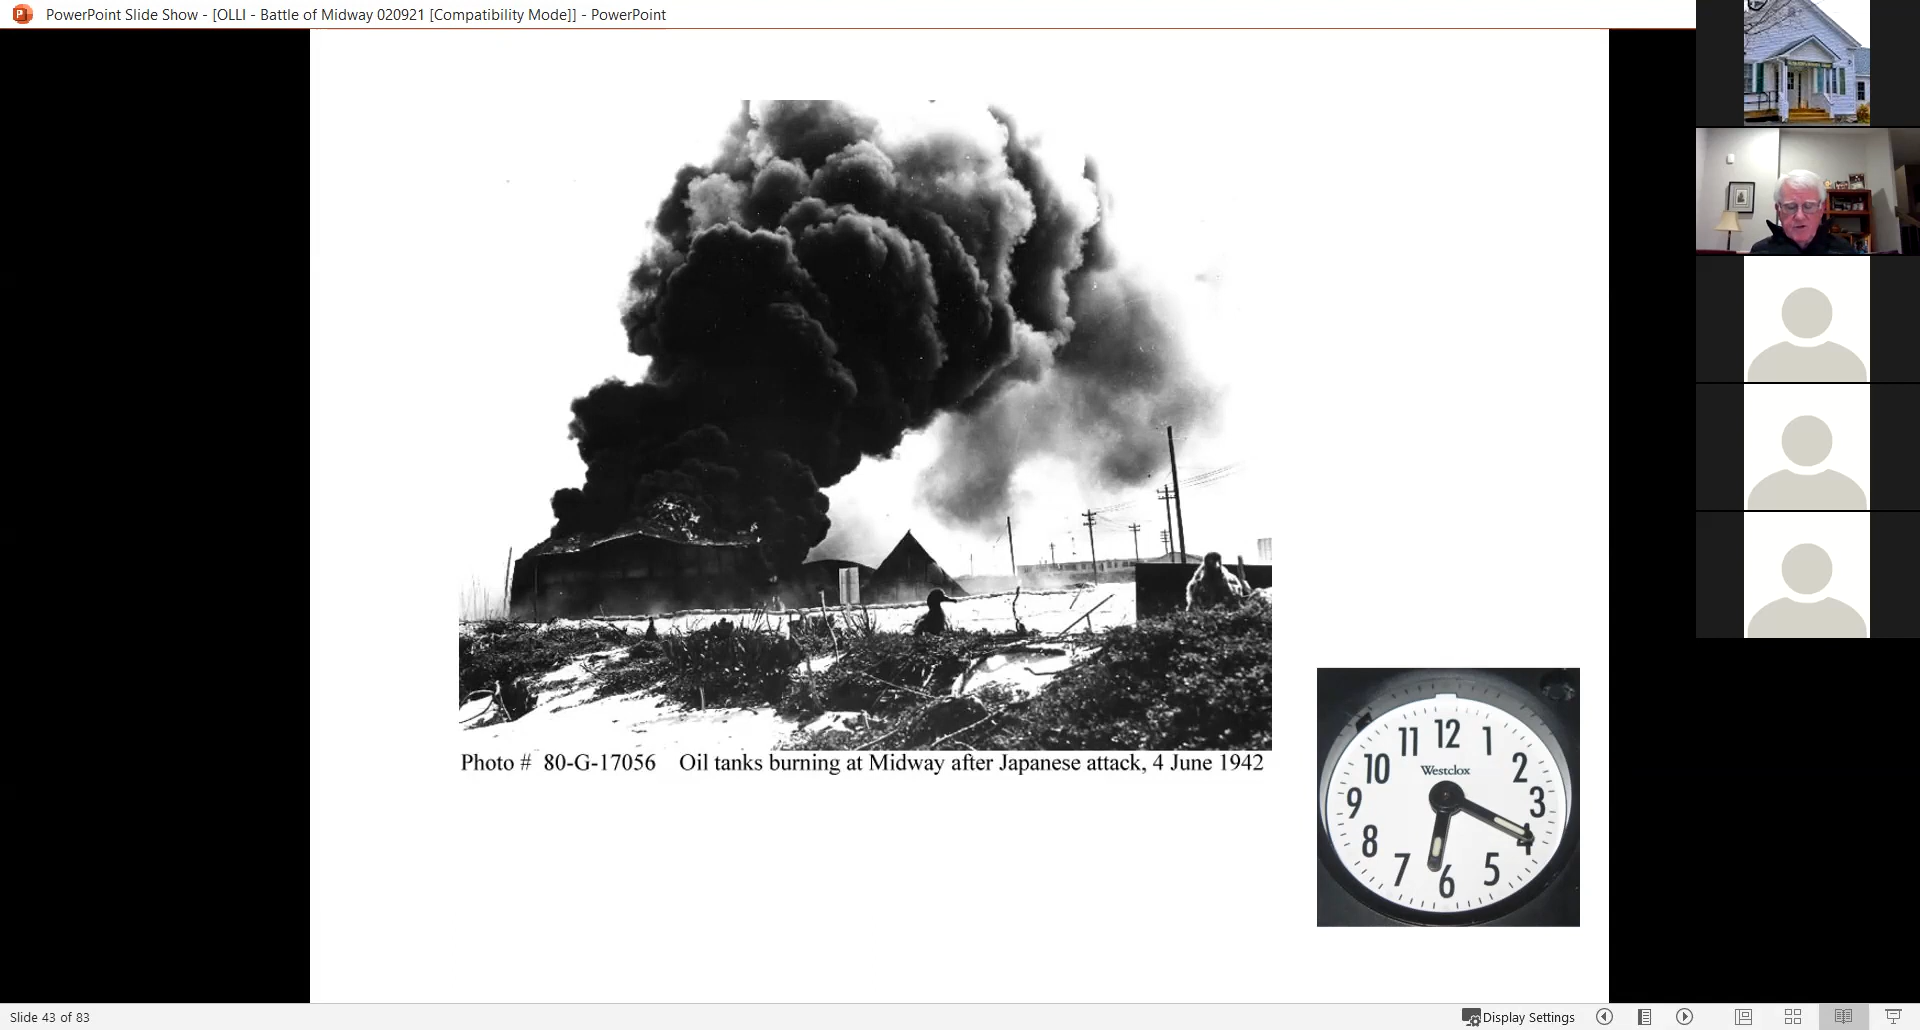 PowerPoint Slide Show - [OLLI - Battle of Midway 020921 [Compatibility Mode]] - PowerPoint
Photo # 80-G-17056 Oil tanks burning at Midway after Japanese attack, 4 June 1942
11 12 1
10 2
Westclox
9 3
8 4
7 6 5
Slide 43 of 83
Display Settings